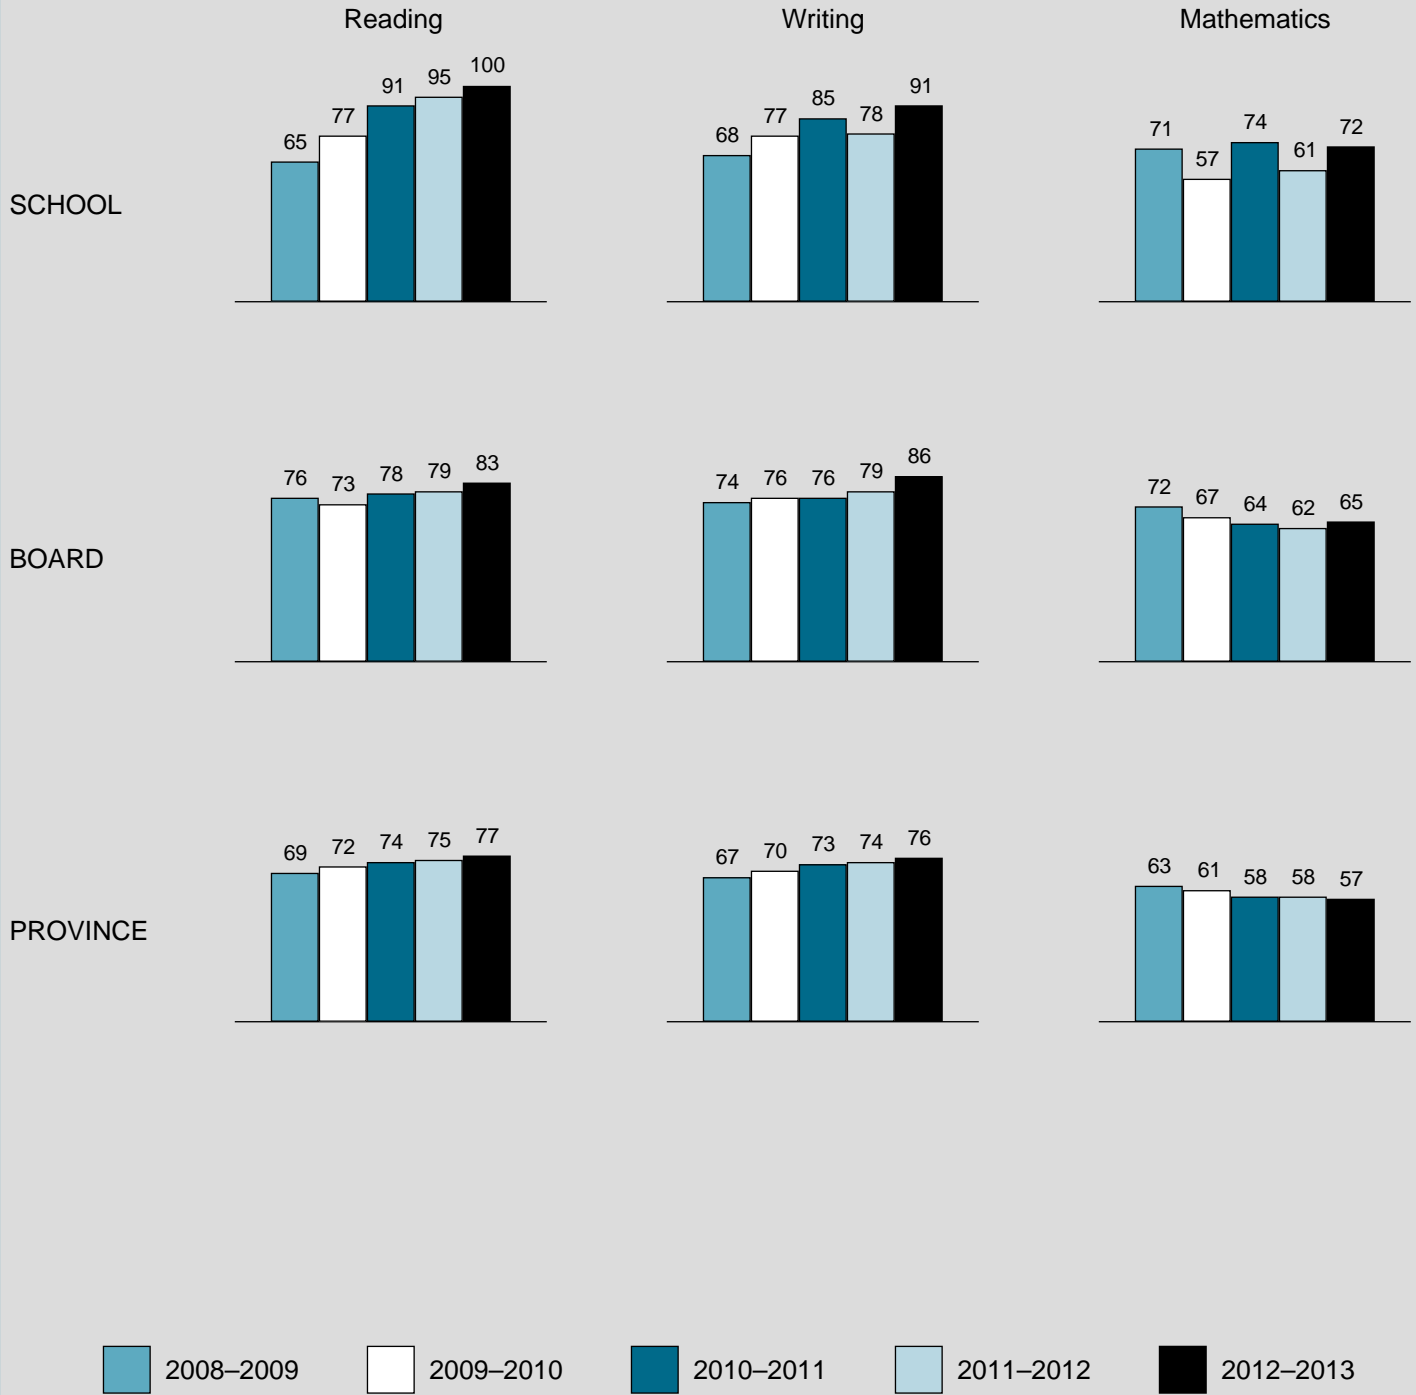 Reading Writing Mathematics
SCHOOL
65 77 91 95 100
68 77 85 78 91
71 57 74 61 72
BOARD
76 73 78 79 83
74 76 76 79 86
72 67 64 62 65
PROVINCE
69 72 74 75 77
67 70 73 74 76
63 61 58 58 57
2008–2009 2009–2010 2010–2011 2011–2012 2012–2013